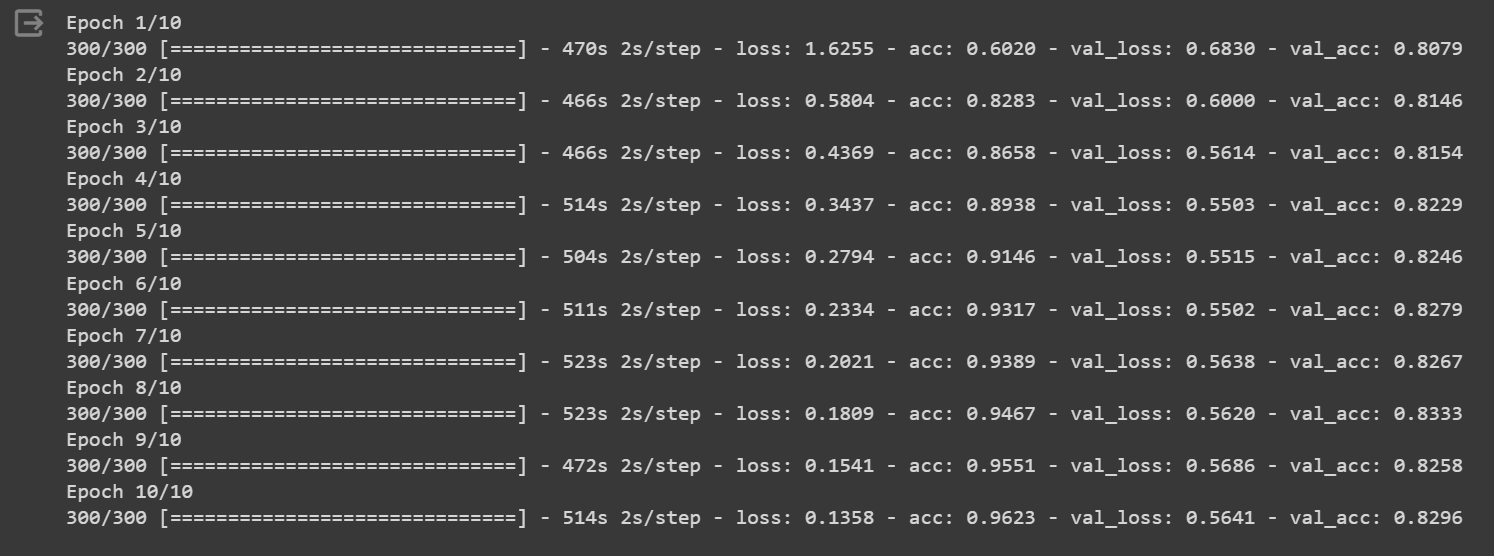 Epoch 1/10
300/300 [==============================] - 470s 2s/step - loss: 1.6255 - acc: 0.6020 - val_loss: 0.6830 - val_acc: 0.8079
Epoch 2/10
300/300 [==============================] - 466s 2s/step - loss: 0.5804 - acc: 0.8283 - val_loss: 0.6000 - val_acc: 0.8146
Epoch 3/10
300/300 [==============================] - 466s 2s/step - loss: 0.4369 - acc: 0.8658 - val_loss: 0.5614 - val_acc: 0.8154
Epoch 4/10
300/300 [==============================] - 514s 2s/step - loss: 0.3437 - acc: 0.8938 - val_loss: 0.5503 - val_acc: 0.8229
Epoch 5/10
300/300 [==============================] - 504s 2s/step - loss: 0.2794 - acc: 0.9146 - val_loss: 0.5515 - val_acc: 0.8246
Epoch 6/10
300/300 [==============================] - 511s 2s/step - loss: 0.2334 - acc: 0.9317 - val_loss: 0.5502 - val_acc: 0.8279
Epoch 7/10
300/300 [==============================] - 523s 2s/step - loss: 0.2021 - acc: 0.9389 - val_loss: 0.5638 - val_acc: 0.8267
Epoch 8/10
300/300 [==============================] - 523s 2s/step - loss: 0.1809 - acc: 0.9467 - val_loss: 0.5620 - val_acc: 0.8333
Epoch 9/10
300/300 [==============================] - 472s 2s/step - loss: 0.1541 - acc: 0.9551 - val_loss: 0.5686 - val_acc: 0.8258
Epoch 10/10
300/300 [==============================] - 514s 2s/step - loss: 0.1358 - acc: 0.9623 - val_loss: 0.5641 - val_acc: 0.8296